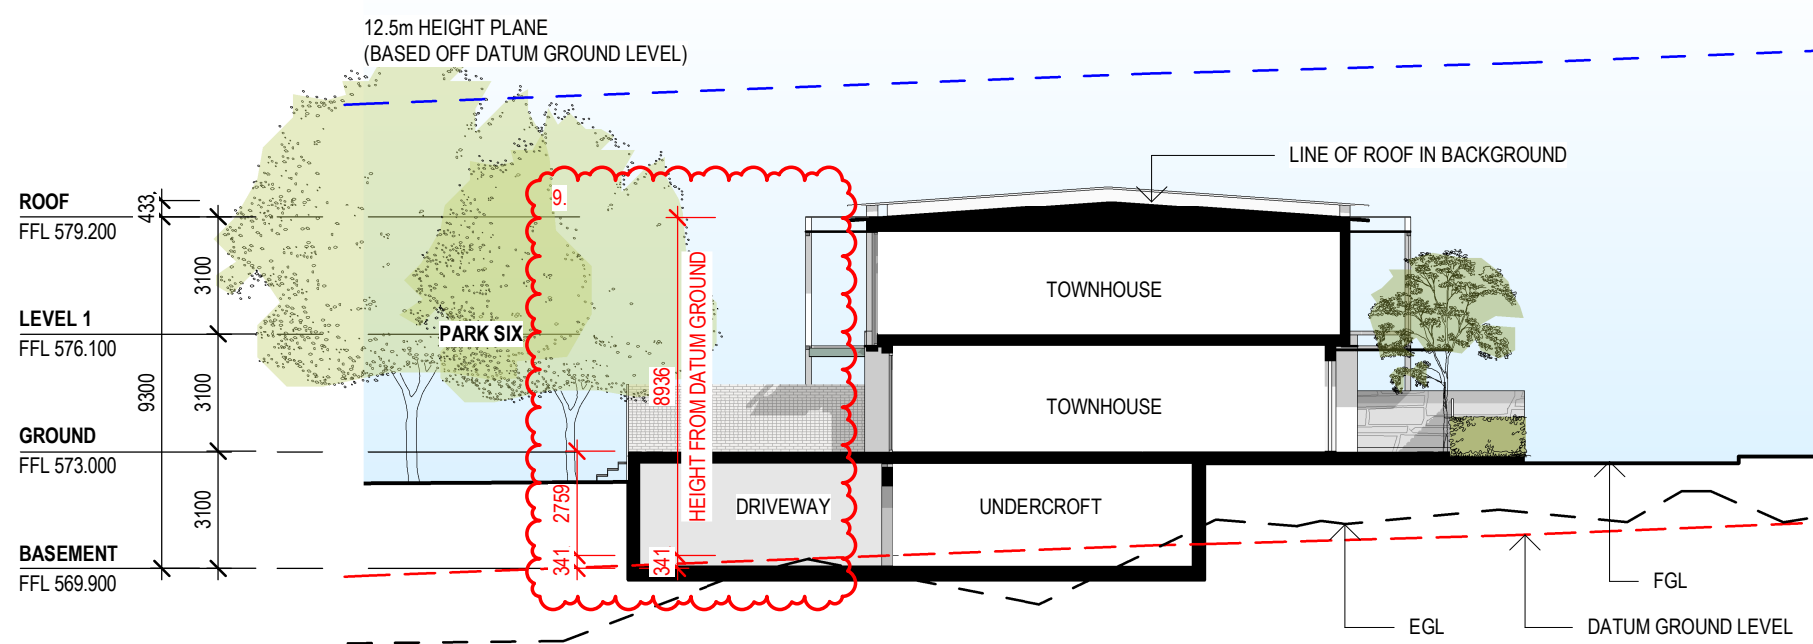 12.5m HEIGHT PLANE
(BASED OFF DATUM GROUND LEVEL)
LINE OF ROOF IN BACKGROUND
ROOF
FFL 579.200
433
9.
3100
TOWNHOUSE
LEVEL 1
FFL 576.100
PARK SIX
9300
3100
8936
HEIGHT FROM DATUM GROUND
TOWNHOUSE
GROUND
FFL 573.000
3100
2759
DRIVEWAY
UNDERCROFT
BASEMENT
FFL 569.900
341
341
FGL
EGL
DATUM GROUND LEVEL